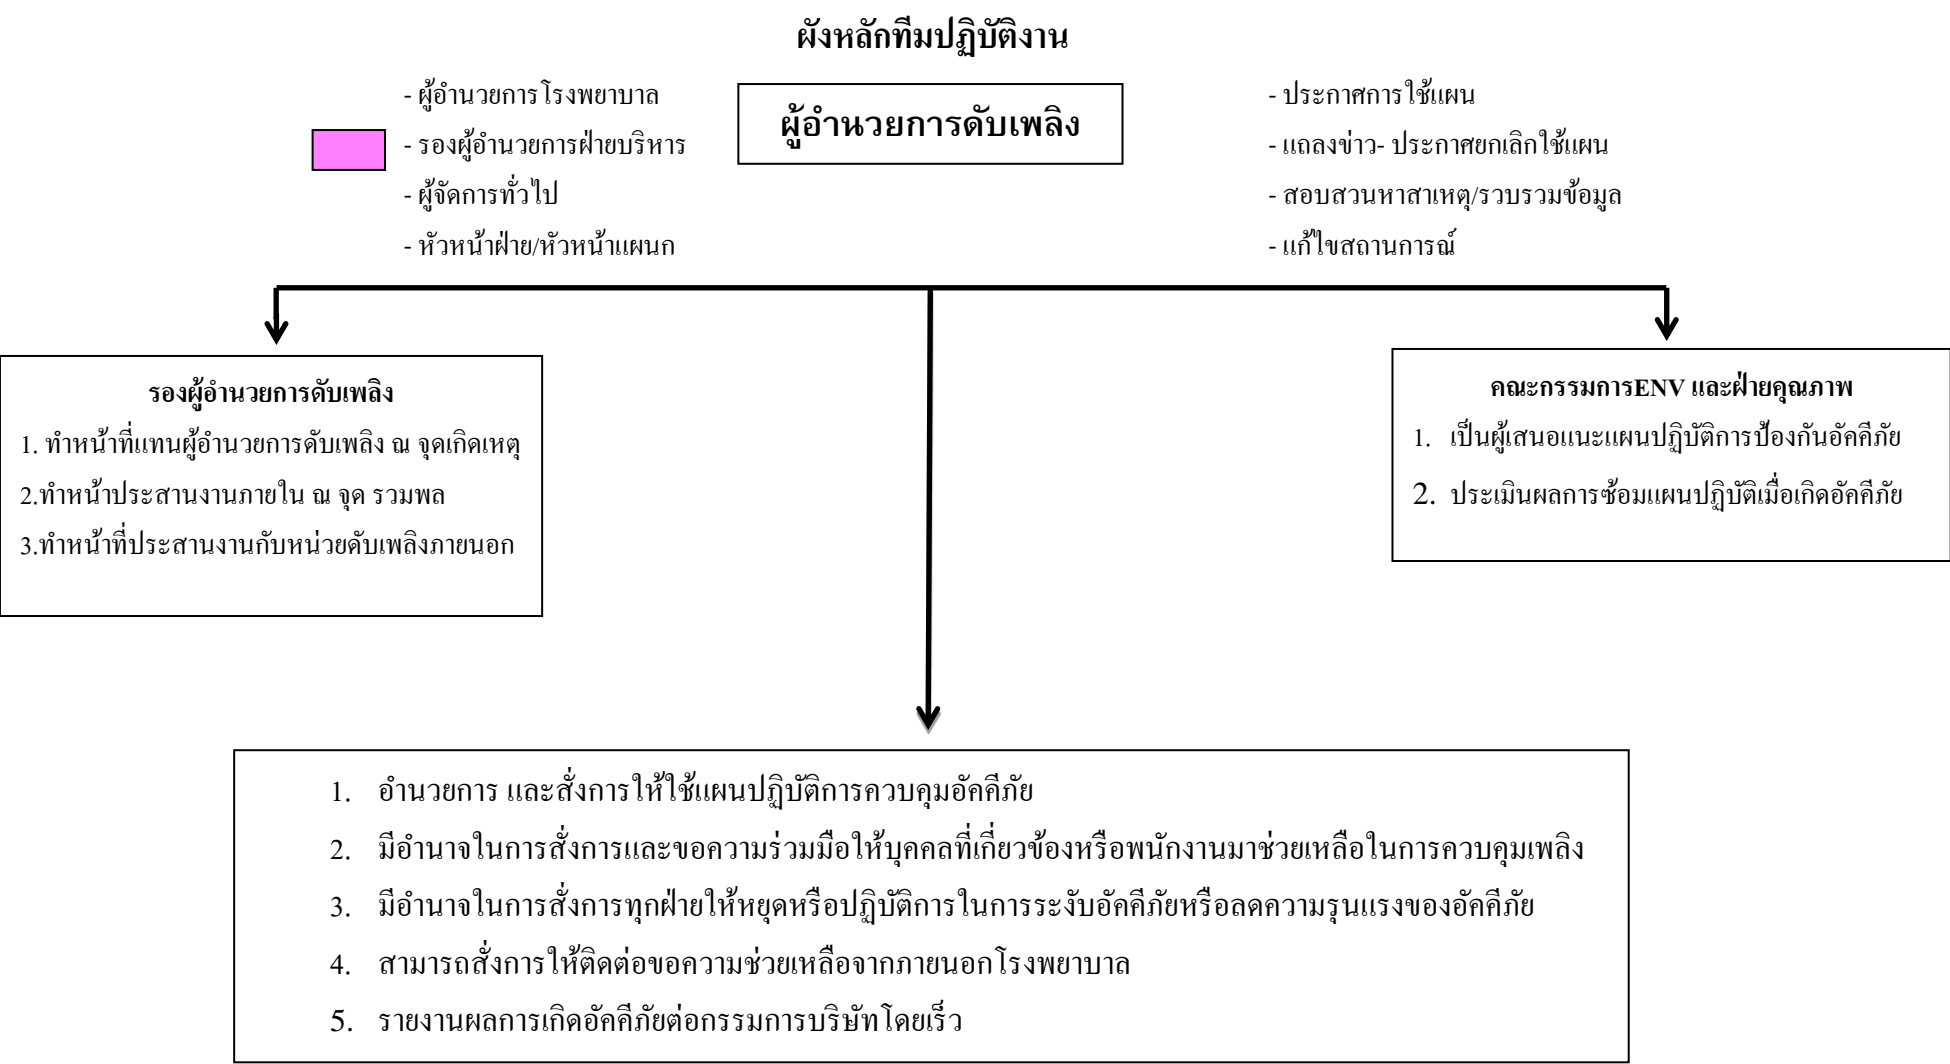 ผังหลักทีมปฏิบัติงาน
- ผู้อำนวยการโรงพยาบาล
- รองผู้อำนวยการฝ่ายบริหาร
- ผู้จัดการทั่วไป
- หัวหน้าฝ่าย/หัวหน้าแผนก
ผู้อำนวยการดับเพลิง
- ประกาศการใช้แผน
- แถลงข่าว- ประกาศยกเลิกใช้แผน
- สอบสวนหาสาเหตุ/รวบรวมข้อมูล
- แก้ไขสถานการณ์
รองผู้อำนวยการดับเพลิง
1. ทำหน้าที่แทนผู้อำนวยการดับเพลิง ณ จุดเกิดเหตุ
2.ทำหน้าประสานงานภายใน ณ จุด รวมพล
3.ทำหน้าที่ประสานงานกับหน่วยดับเพลิงภายนอก
คณะกรรมการENV และฝ่ายคุณภาพ
1. เป็นผู้เสนอแนะแผนปฏิบัติการป้องกันอัคคีภัย
2. ประเมินผลการซ้อมแผนปฏิบัติเมื่อเกิดอัคคีภัย
1. อำนวยการ และสั่งการให้ใช้แผนปฏิบัติการควบคุมอัคคีภัย
2. มีอำนาจในการสั่งการและขอความร่วมมือให้บุคคลที่เกี่ยวข้องหรือพนักงานมาช่วยเหลือในการควบคุมเพลิง
3. มีอำนาจในการสั่งการทุกฝ่ายให้หยุดหรือปฏิบัติการในการระงับอัคคีภัยหรือลดความรุนแรงของอัคคีภัย
4. สามารถสั่งการให้ติดต่อขอความช่วยเหลือจากภายนอกโรงพยาบาล
5. รายงานผลการเกิดอัคคีภัยต่อกรรมการบริษัทโดยเร็ว